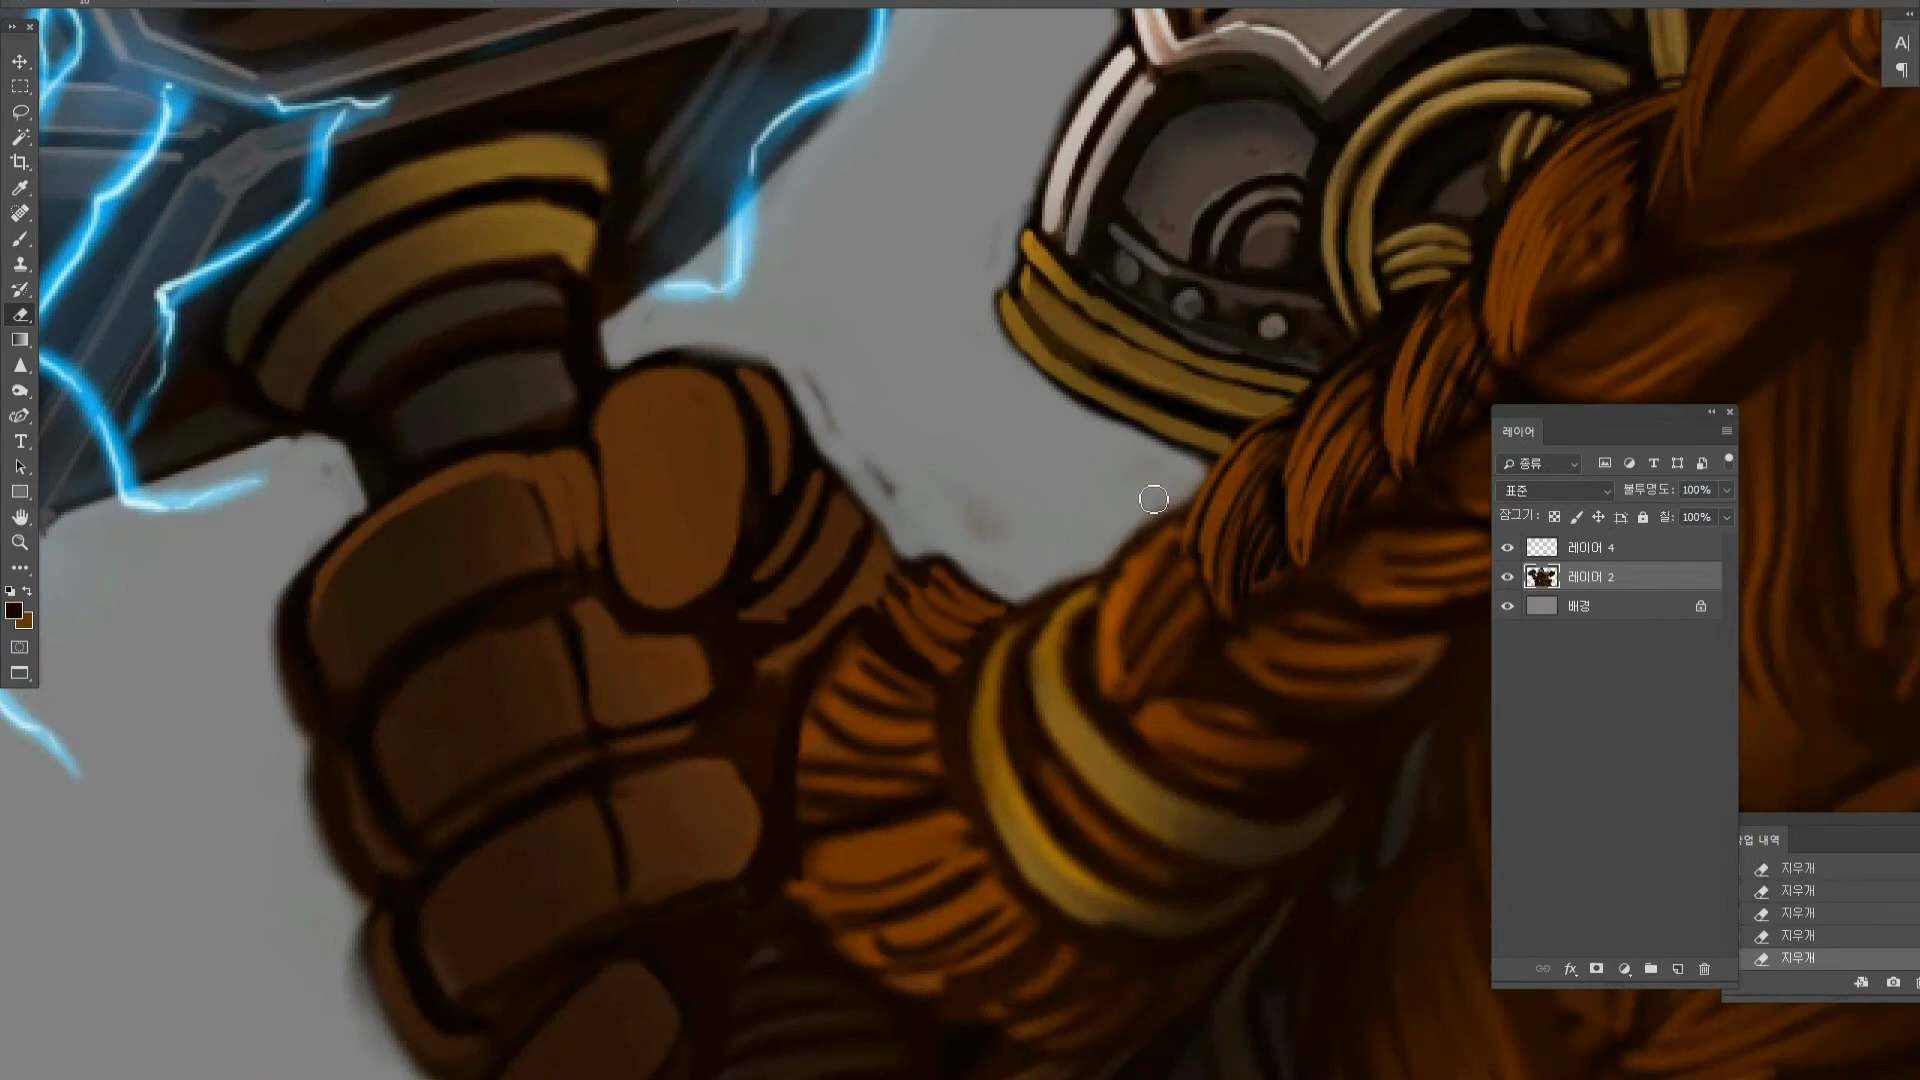 레이어
종류
표준 불투명도: 100%
잠그기: 칠: 100%
레이어 4
레이어 2
배경
작업 내역
지우개
지우개
지우개
지우개
지우개